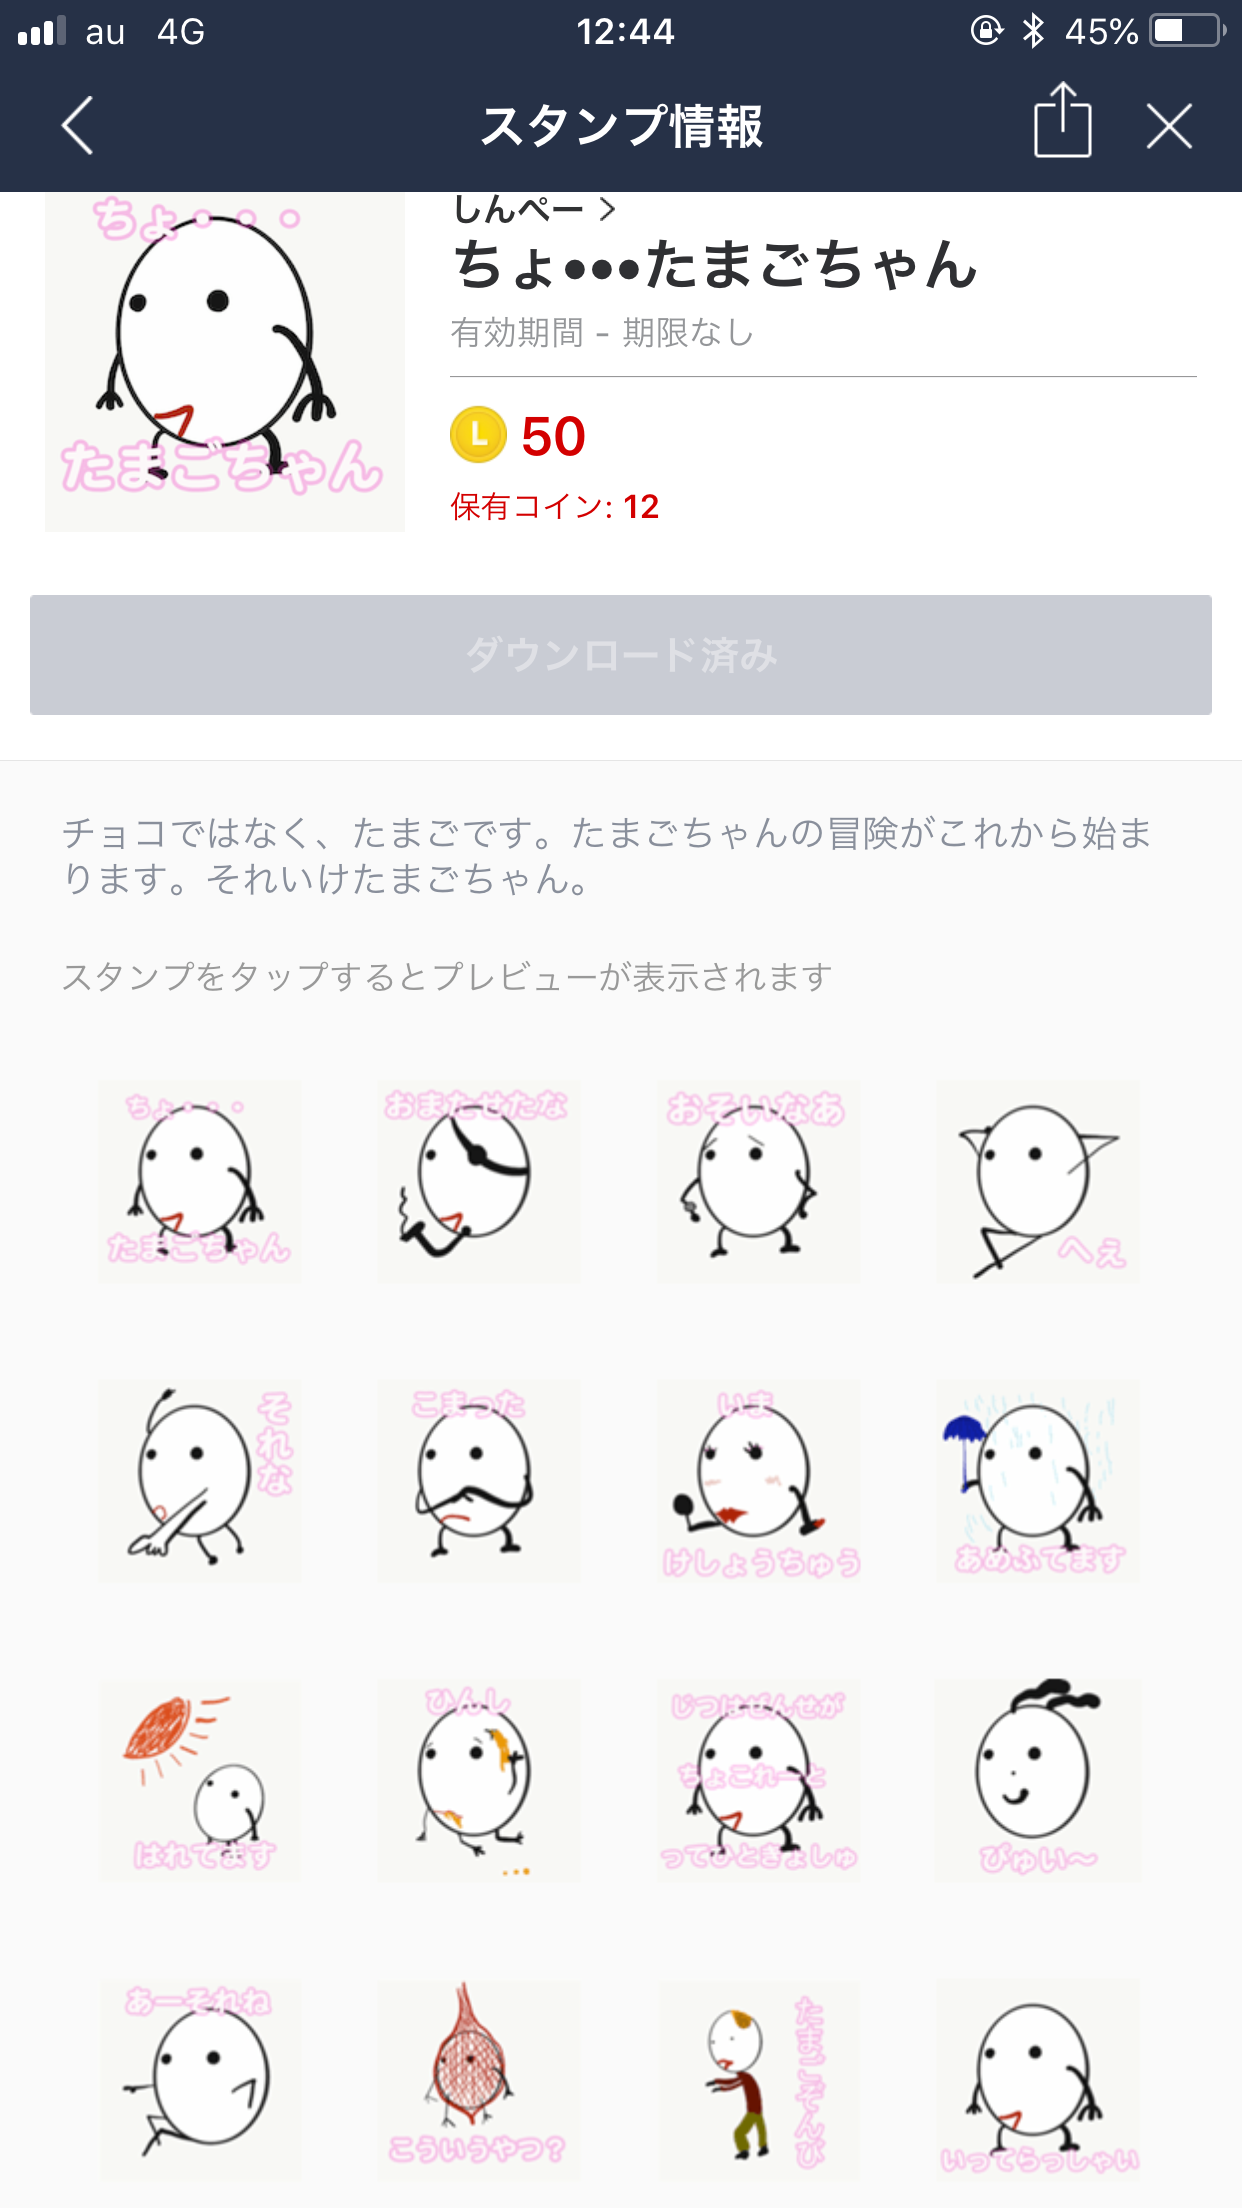 au 4G 12:44 45%
スタンプ情報
ちょ・・・
たまごちゃん
しんぺー
ちょ•••たまごちゃん
有効期間 - 期限なし
L 50
保有コイン: 12
ダウンロード済み
チョコではなく、たまごです。たまごちゃんの冒険がこれから始ま
ります。それいけたまごちゃん。
スタンプをタップするとプレビューが表示されます
ちょ・・・
たまごちゃん
おまたせたな
おそいなあ
へえ
それな
こまった
いま
けしょうちゅう
あめふてます
はれてます
ひんし
...
じつはぜんせが
ちょこれーと
ってひときょしゅ
ぴゅい〜
あーそれね
こういうやつ?
たまごぞんび
いってらっしゃい